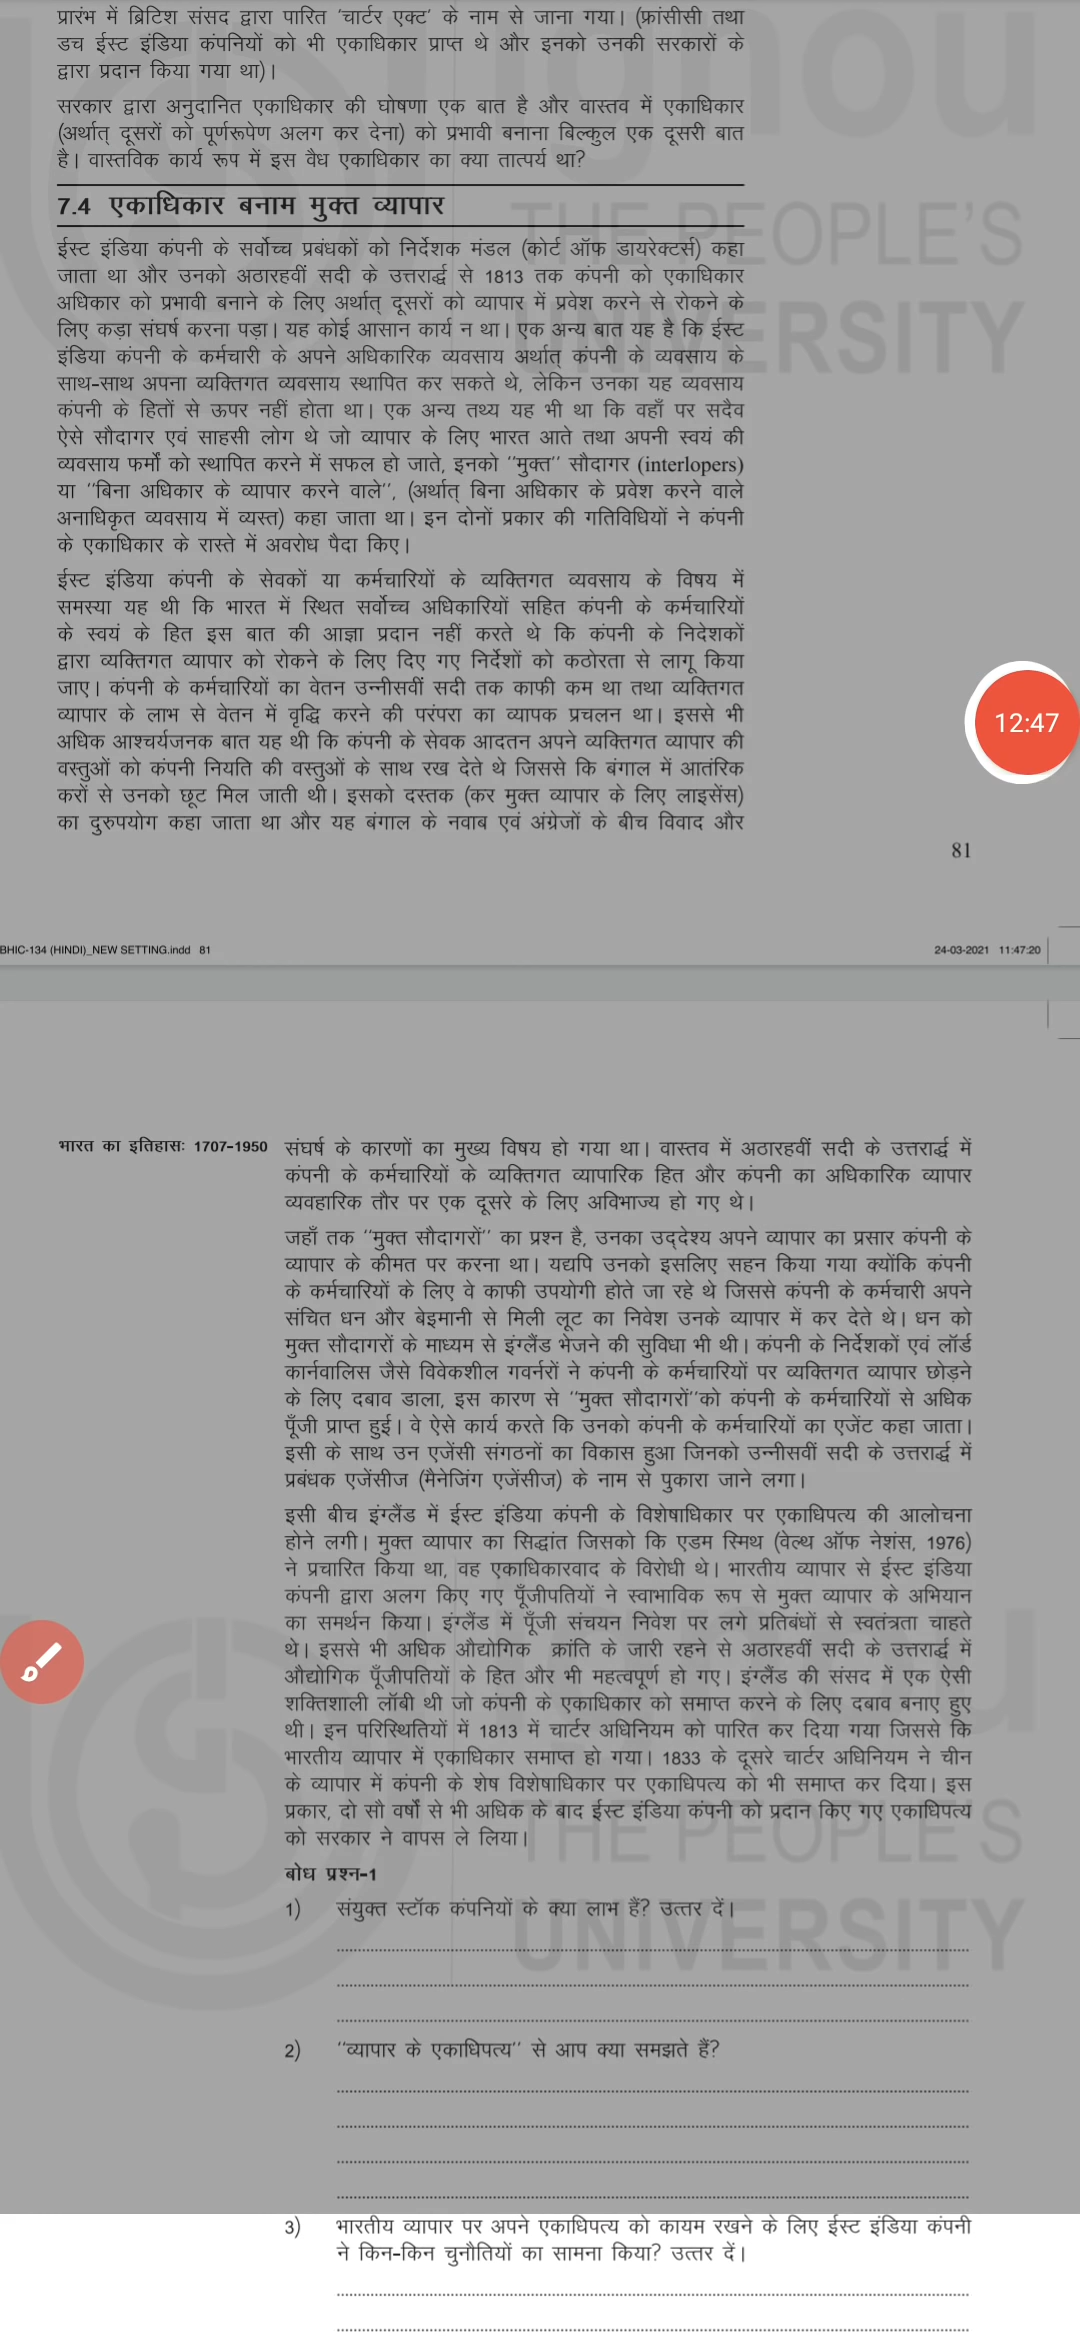 प्रारंभ में ब्रिटिश संसद द्वारा पारित ‘चार्टर एक्ट’ के नाम से जाना गया। (फ्रांसीसी तथा
डच ईस्ट इंडिया कंपनियों को भी एकाधिकार प्राप्त थे और इनको उनकी सरकारों के
द्वारा प्रदान किया गया था)।
सरकार द्वारा अनुदानित एकाधिकार की घोषणा एक बात है और वास्तव में एकाधिकार
(अर्थात् दूसरों को पूर्णरूपेण अलग कर देना) को प्रभावी बनाना बिल्कुल एक दूसरी बात
है। वास्तविक कार्य रूप में इस वैध एकाधिकार का क्या तात्पर्य था?
7.4 एकाधिकार बनाम मुक्त व्यापार
ईस्ट इंडिया कंपनी के सर्वोच्च प्रबंधकों को निर्देशक मंडल (कोर्ट ऑफ डायरेक्टर्स) कहा
जाता था और उनको अठारहवीं सदी के उत्तरार्द्ध से 1813 तक कंपनी को एकाधिकार
अधिकार को प्रभावी बनाने के लिए अर्थात् दूसरों को व्यापार में प्रवेश करने से रोकने के
लिए कड़ा संघर्ष करना पड़ा। यह कोई आसान कार्य न था। एक अन्य बात यह है कि ईस्ट
इंडिया कंपनी के कर्मचारी के अपने अधिकारिक व्यवसाय अर्थात् कंपनी के व्यवसाय के
साथ-साथ अपना व्यक्तिगत व्यवसाय स्थापित कर सकते थे, लेकिन उनका यह व्यवसाय
कंपनी के हितों से ऊपर नहीं होता था। एक अन्य तथ्य यह भी था कि वहाँ पर सदैव
ऐसे सौदागर एवं साहसी लोग थे जो व्यापार के लिए भारत आते तथा अपनी स्वयं की
व्यवसाय फर्मों को स्थापित करने में सफल हो जाते, इनको ‘‘मुक्त’’ सौदागर (interlopers)
या ‘‘बिना अधिकार के व्यापार करने वाले’’, (अर्थात् बिना अधिकार के प्रवेश करने वाले
अनाधिकृत व्यवसाय में व्यस्त) कहा जाता था। इन दोनों प्रकार की गतिविधियों ने कंपनी
के एकाधिकार के रास्ते में अवरोध पैदा किए।
ईस्ट इंडिया कंपनी के सेवकों या कर्मचारियों के व्यक्तिगत व्यवसाय के विषय में
समस्या यह थी कि भारत में स्थित सर्वोच्च अधिकारियों सहित कंपनी के कर्मचारियों
के स्वयं के हित इस बात की आज्ञा प्रदान नहीं करते थे कि कंपनी के निदेशकों
द्वारा व्यक्तिगत व्यापार को रोकने के लिए दिए गए निर्देशों को कठोरता से लागू किया
जाए। कंपनी के कर्मचारियों का वेतन उन्नीसवीं सदी तक काफी कम था तथा व्यक्तिगत
व्यापार के लाभ से वेतन में वृद्धि करने की परंपरा का व्यापक प्रचलन था। इससे भी
अधिक आश्चर्यजनक बात यह थी कि कंपनी के सेवक आदतन अपने व्यक्तिगत व्यापार की
वस्तुओं को कंपनी नियति की वस्तुओं के साथ रख देते थे जिससे कि बंगाल में आतंरिक
करों से उनको छूट मिल जाती थी। इसको दस्तक (कर मुक्त व्यापार के लिए लाइसेंस)
का दुरुपयोग कहा जाता था और यह बंगाल के नवाब एवं अंग्रेजों के बीच विवाद और
12:47
81
BHIC-134 (HINDI)_NEW SETTING.indd 81
24-03-2021 11:47:20
भारत का इतिहास: 1707-1950
संघर्ष के कारणों का मुख्य विषय हो गया था। वास्तव में अठारहवीं सदी के उत्तरार्द्ध में
कंपनी के कर्मचारियों के व्यक्तिगत व्यापारिक हित और कंपनी का अधिकारिक व्यापार
व्यवहारिक तौर पर एक दूसरे के लिए अविभाज्य हो गए थे।
जहाँ तक ‘‘मुक्त सौदागरों’’ का प्रश्न है, उनका उद्देश्य अपने व्यापार का प्रसार कंपनी के
व्यापार के कीमत पर करना था। यद्यपि उनको इसलिए सहन किया गया क्योंकि कंपनी
के कर्मचारियों के लिए वे काफी उपयोगी होते जा रहे थे जिससे कंपनी के कर्मचारी अपने
संचित धन और बेइमानी से मिली लूट का निवेश उनके व्यापार में कर देते थे। धन को
मुक्त सौदागरों के माध्यम से इंग्लैंड भेजने की सुविधा भी थी। कंपनी के निर्देशकों एवं लॉर्ड
कार्नवालिस जैसे विवेकशील गवर्नरों ने कंपनी के कर्मचारियों पर व्यक्तिगत व्यापार छोड़ने
के लिए दबाव डाला, इस कारण से ‘‘मुक्त सौदागरों’’को कंपनी के कर्मचारियों से अधिक
पूँजी प्राप्त हुई। वे ऐसे कार्य करते कि उनको कंपनी के कर्मचारियों का एजेंट कहा जाता।
इसी के साथ उन एजेंसी संगठनों का विकास हुआ जिनको उन्नीसवीं सदी के उत्तरार्द्ध में
प्रबंधक एजेंसीज (मैनेजिंग एजेंसीज) के नाम से पुकारा जाने लगा।
इसी बीच इंग्लैंड में ईस्ट इंडिया कंपनी के विशेषाधिकार पर एकाधिपत्य की आलोचना
होने लगी। मुक्त व्यापार का सिद्धांत जिसको कि एडम स्मिथ (वेल्थ ऑफ नेशंस, 1976)
ने प्रचारित किया था, वह एकाधिकारवाद के विरोधी थे। भारतीय व्यापार से ईस्ट इंडिया
कंपनी द्वारा अलग किए गए पूँजीपतियों ने स्वाभाविक रूप से मुक्त व्यापार के अभियान
का समर्थन किया। इंग्लैंड में पूँजी संचयन निवेश पर लगे प्रतिबंधों से स्वतंत्रता चाहते
थे। इससे भी अधिक औद्योगिक क्रांति के जारी रहने से अठारहवीं सदी के उत्तरार्द्ध में
औद्योगिक पूँजीपतियों के हित और भी महत्वपूर्ण हो गए। इंग्लैंड की संसद में एक ऐसी
शक्तिशाली लॉबी थी जो कंपनी के एकाधिकार को समाप्त करने के लिए दबाव बनाए हुए
थी। इन परिस्थितियों में 1813 में चार्टर अधिनियम को पारित कर दिया गया जिससे कि
भारतीय व्यापार में एकाधिकार समाप्त हो गया। 1833 के दूसरे चार्टर अधिनियम ने चीन
के व्यापार में कंपनी के शेष विशेषाधिकार पर एकाधिपत्य को भी समाप्त कर दिया। इस
प्रकार, दो सौ वर्षों से भी अधिक के बाद ईस्ट इंडिया कंपनी को प्रदान किए गए एकाधिपत्य
को सरकार ने वापस ले लिया।
बोध प्रश्न-1
1) संयुक्त स्टॉक कंपनियों के क्या लाभ हैं? उत्तर दें।
2) ‘‘व्यापार के एकाधिपत्य’’ से आप क्या समझते हैं?
3) भारतीय व्यापार पर अपने एकाधिपत्य को कायम रखने के लिए ईस्ट इंडिया कंपनी
ने किन-किन चुनौतियों का सामना किया? उत्तर दें।
ignou
THE PEOPLE'S
UNIVERSITY
ignou
THE PEOPLE'S
UNIVERSITY